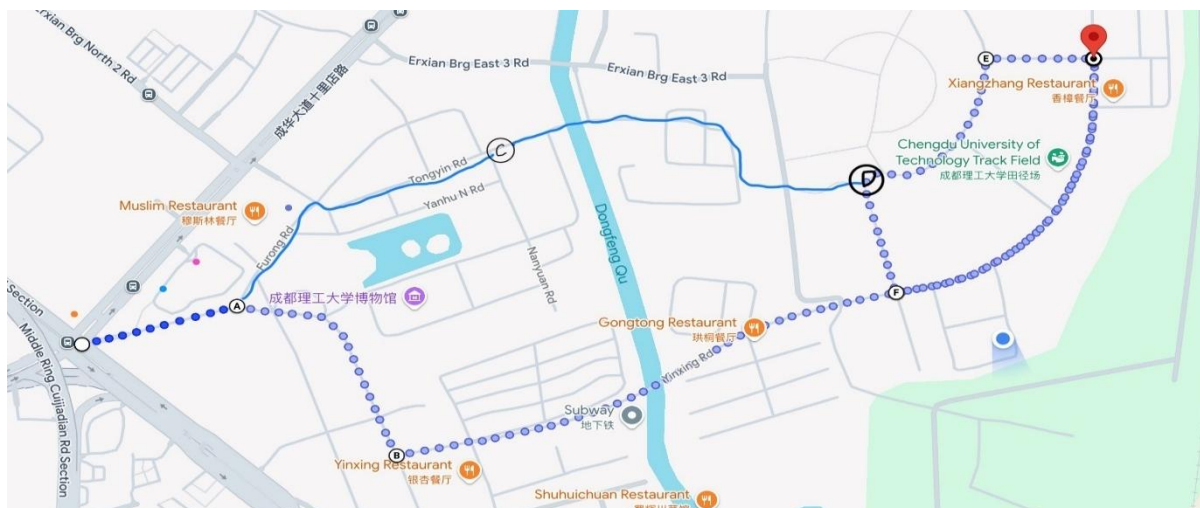 Erxian Brg North 2 Rd
成华大道十里店路
Erxian Brg East 3 Rd
Erxian Brg East 3 Rd
E
Xiangzhang Restaurant
香樟餐厅
C
Tongyin Rd
Chengdu University of
Technology Track Field
成都理工大学田径场
D
Yanhu N Rd
Muslim Restaurant
穆斯林餐厅
Furong Rd
Dongfeng Qu
Nanyuan Rd
Section
A
成都理工大学博物馆
F
Gongtong Restaurant
珙桐餐厅
Middle Ring Cuijiadian Rd Section
Yinxing Rd
Subway
地下铁
B
Yinxing Restaurant
银杏餐厅
Shuhuichuan Restaurant